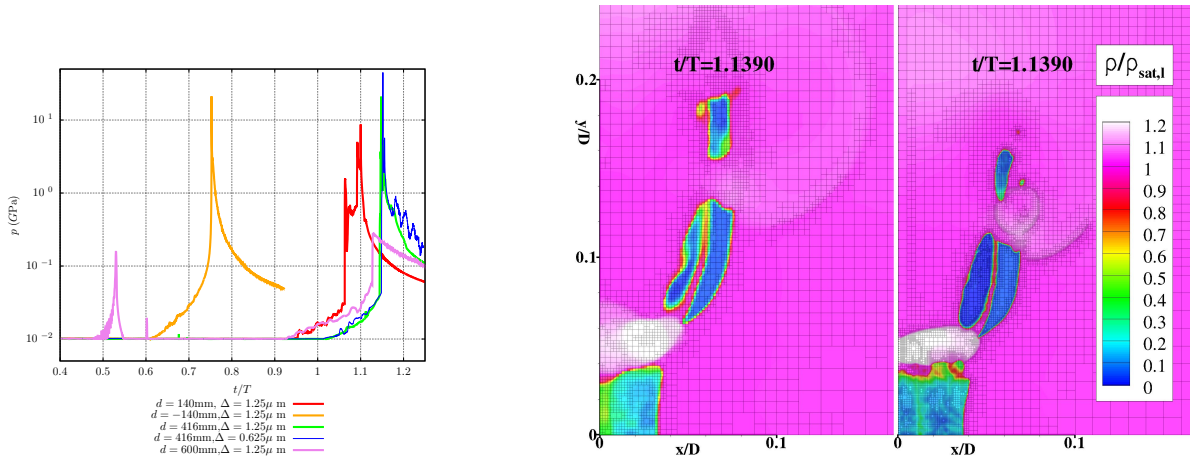 p (GPa)
10¹
10⁰
10⁻¹
10⁻²
0.4 0.5 0.6 0.7 0.8 0.9 1.0 1.1 1.2
t/T
d = 140mm, Δ = 1.25μ m
d = −140mm, Δ = 1.25μ m
d = 416mm, Δ = 1.25μ m
d = 416mm, Δ = 0.625μ m
d = 600mm, Δ = 1.25μ m
t/T=1.1390
0.2
y/D
0.1
0
0 0.1
x/D
t/T=1.1390
0 0.1
x/D
ρ/ρsat,l
1.2
1.1
1
0.9
0.8
0.7
0.6
0.5
0.4
0.3
0.2
0.1
0